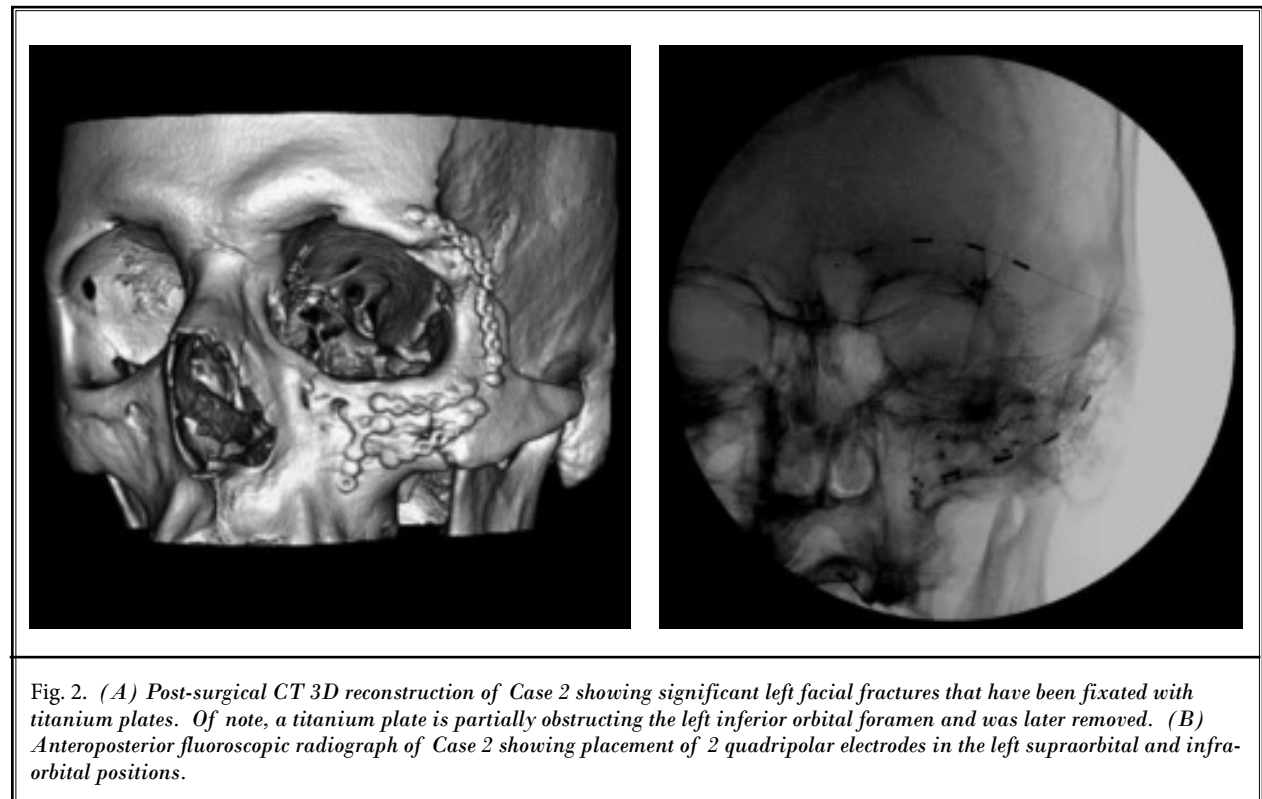 Fig. 2. (A) Post-surgical CT 3D reconstruction of Case 2 showing significant left facial fractures that have been fixated with
titanium plates. Of note, a titanium plate is partially obstructing the left inferior orbital foramen and was later removed. (B)
Anteroposterior fluoroscopic radiograph of Case 2 showing placement of 2 quadripolar electrodes in the left supraorbital and infra-
orbital positions.